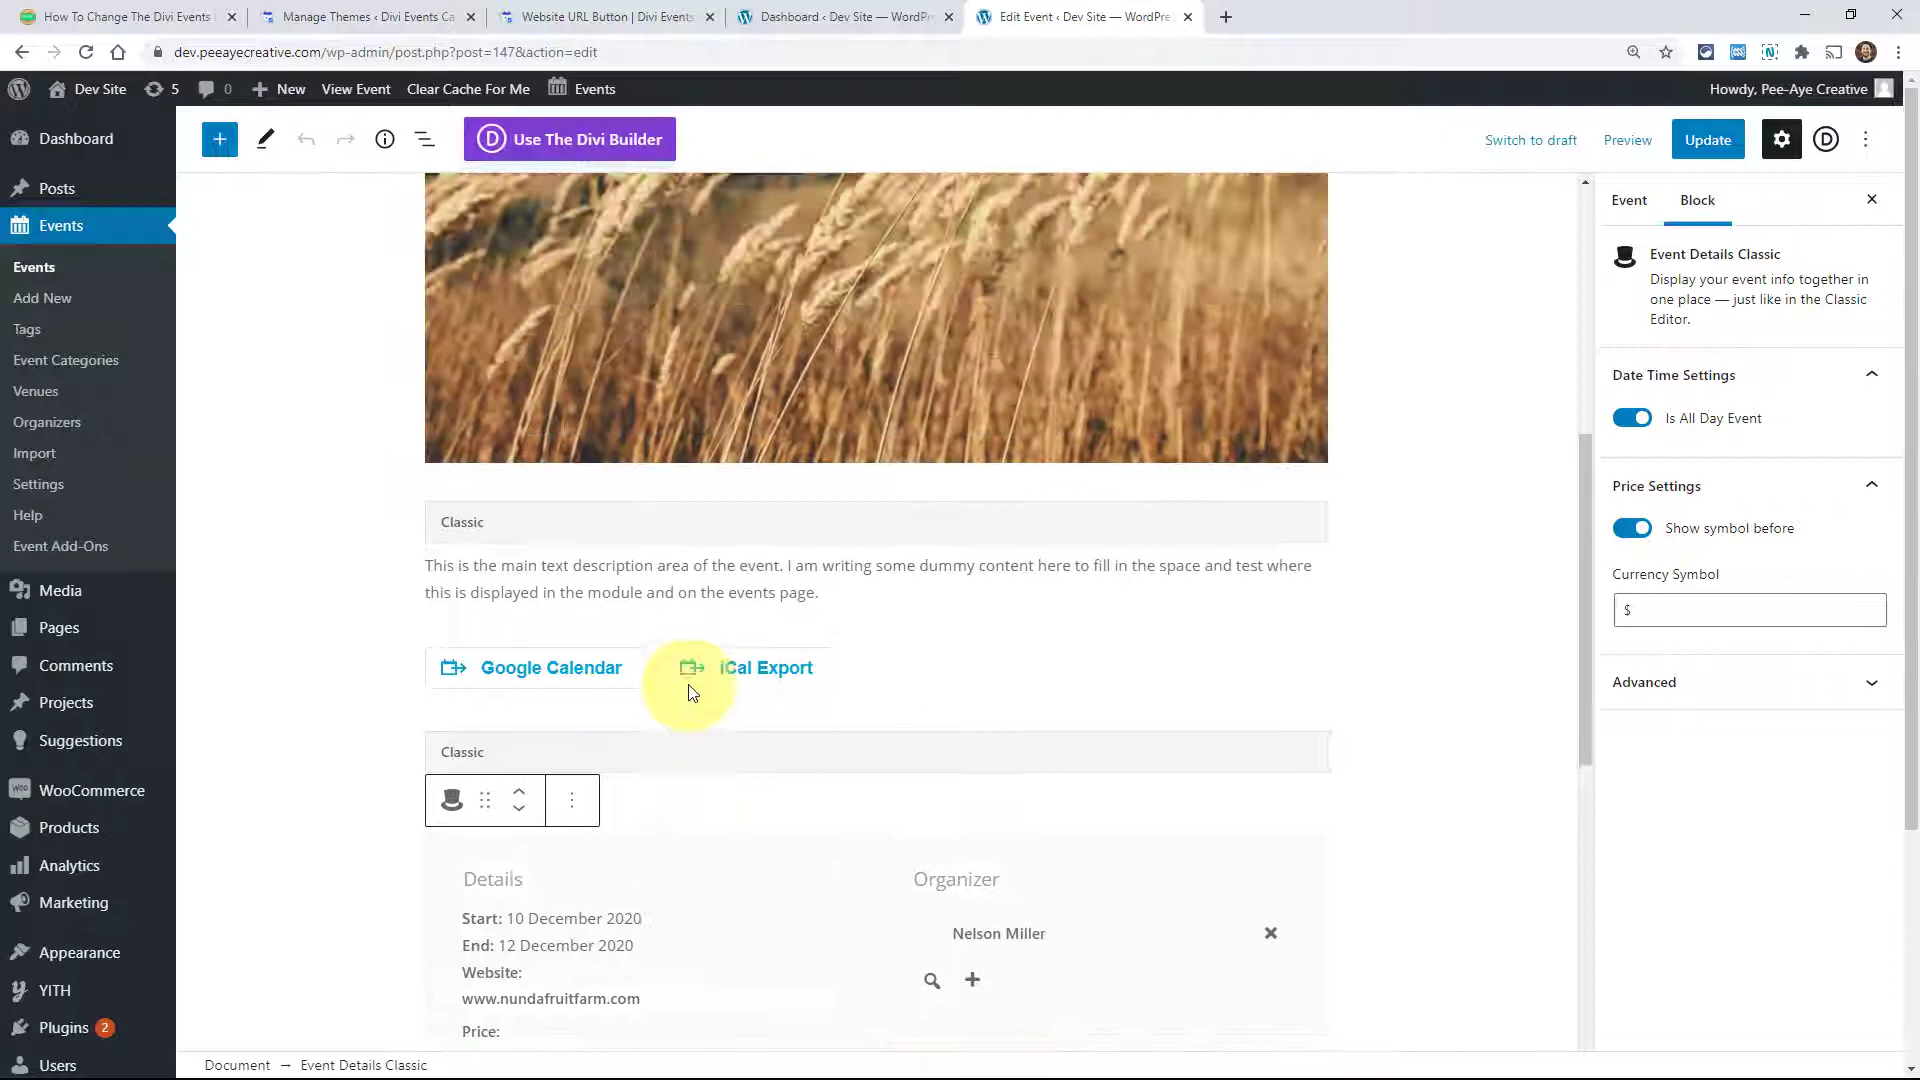 How To Change The Divi Events
Manage Themes ‹ Divi Events Ca
Website URL Button | Divi Events
Dashboard ‹ Dev Site — WordPr
Edit Event ‹ Dev Site — WordPre
dev.peeayecreative.com/wp-admin/post.php?post=147&action=edit
Dev Site
5
0
New
View Event
Clear Cache For Me
Events
Howdy, Pee-Aye Creative
Dashboard
Posts
Events
Events
Add New
Tags
Event Categories
Venues
Organizers
Import
Settings
Help
Event Add-Ons
Media
Pages
Comments
Projects
Suggestions
WooCommerce
Products
Analytics
Marketing
Appearance
YITH
Plugins 2
Users
Use The Divi Builder
Switch to draft
Preview
Update
Classic
This is the main text description area of the event. I am writing some dummy content here to fill in the space and test where
this is displayed in the module and on the events page.
Google Calendar
iCal Export
Classic
Details
Start: 10 December 2020
End: 12 December 2020
Website:
www.nundafruitfarm.com
Price:
Organizer
Nelson Miller
Document → Event Details Classic
Event
Block
Event Details Classic
Display your event info together in
one place — just like in the Classic
Editor.
Date Time Settings
Is All Day Event
Price Settings
Show symbol before
Currency Symbol
$
Advanced